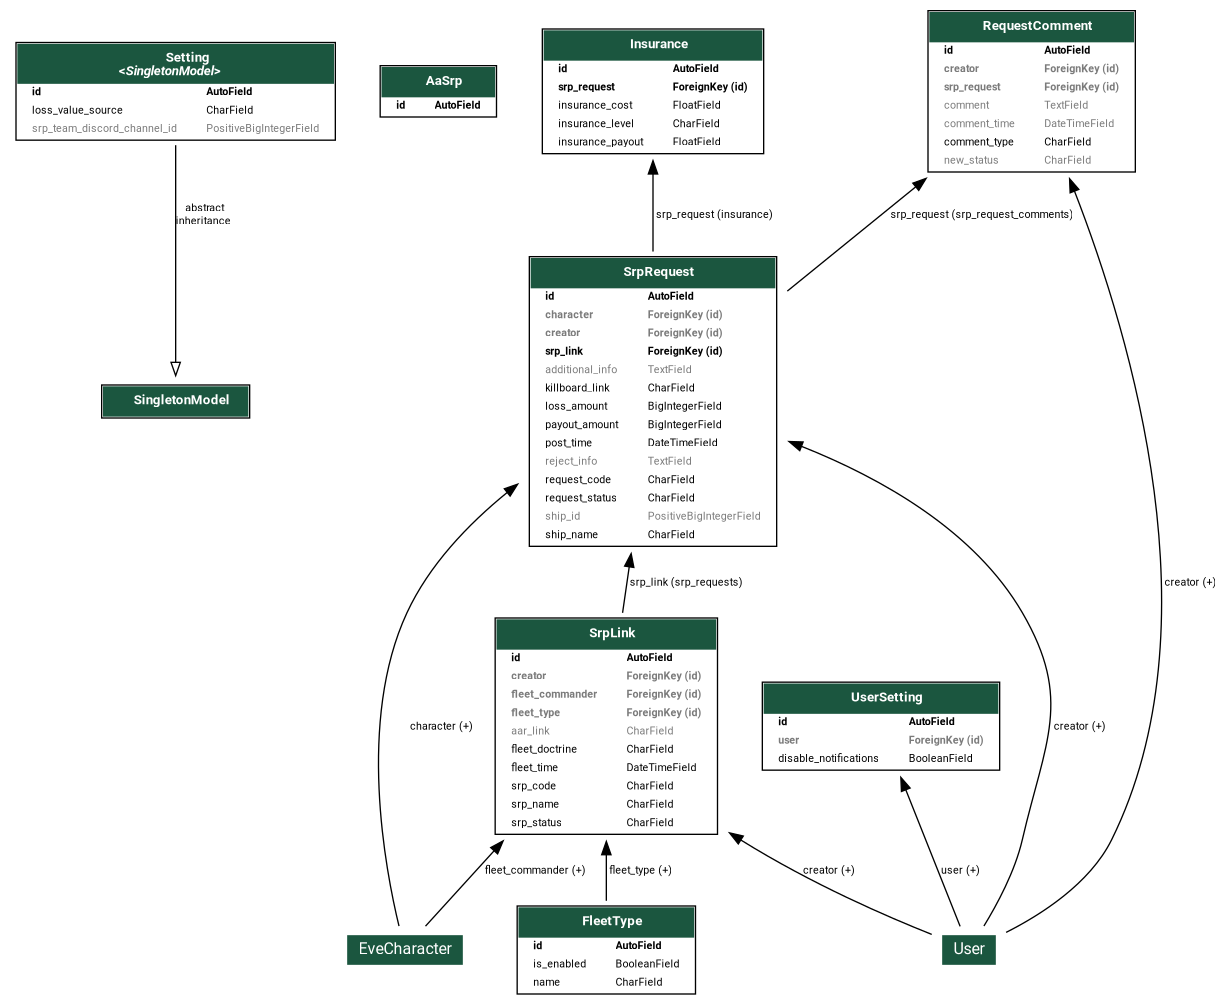 Setting
<SingletonModel>
id AutoField
loss_value_source CharField
srp_team_discord_channel_id PositiveBigIntegerField
AaSrp
id AutoField
Insurance
id AutoField
srp_request ForeignKey (id)
insurance_cost FloatField
insurance_level CharField
insurance_payout FloatField
RequestComment
id AutoField
creator ForeignKey (id)
srp_request ForeignKey (id)
comment TextField
comment_time DateTimeField
comment_type CharField
new_status CharField
abstract
inheritance
srp_request (insurance)
srp_request (srp_request_comments)
SrpRequest
id AutoField
character ForeignKey (id)
creator ForeignKey (id)
srp_link ForeignKey (id)
additional_info TextField
killboard_link CharField
loss_amount BigIntegerField
payout_amount BigIntegerField
post_time DateTimeField
reject_info TextField
request_code CharField
request_status CharField
ship_id PositiveBigIntegerField
ship_name CharField
SingletonModel
srp_link (srp_requests)
creator (+)
SrpLink
id AutoField
creator ForeignKey (id)
fleet_commander ForeignKey (id)
fleet_type ForeignKey (id)
aar_link CharField
fleet_doctrine CharField
fleet_time DateTimeField
srp_code CharField
srp_name CharField
srp_status CharField
UserSetting
id AutoField
user ForeignKey (id)
disable_notifications BooleanField
character (+)
creator (+)
fleet_commander (+)
fleet_type (+)
creator (+)
user (+)
EveCharacter
FleetType
id AutoField
is_enabled BooleanField
name CharField
User